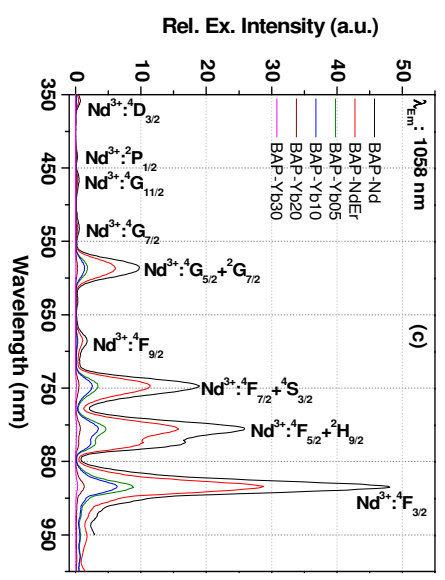 Rel. Ex. Intensity (a.u.)
0
10
20
30
40
50
λEm: 1058 nm
(c)
BAP-Nd
BAP-NdEr
BAP-Yb05
BAP-Yb10
BAP-Yb20
BAP-Yb30
Nd³⁺:⁴D₃/₂
Nd³⁺:²P₁/₂
Nd³⁺:⁴G₁₁/₂
Nd³⁺:⁴G₇/₂
Nd³⁺:⁴G₅/₂+²G₇/₂
Nd³⁺:⁴F₉/₂
Nd³⁺:⁴F₇/₂+⁴S₃/₂
Nd³⁺:⁴F₅/₂+²H₉/₂
Nd³⁺:⁴F₃/₂
350
450
550
650
750
850
950
Wavelength (nm)